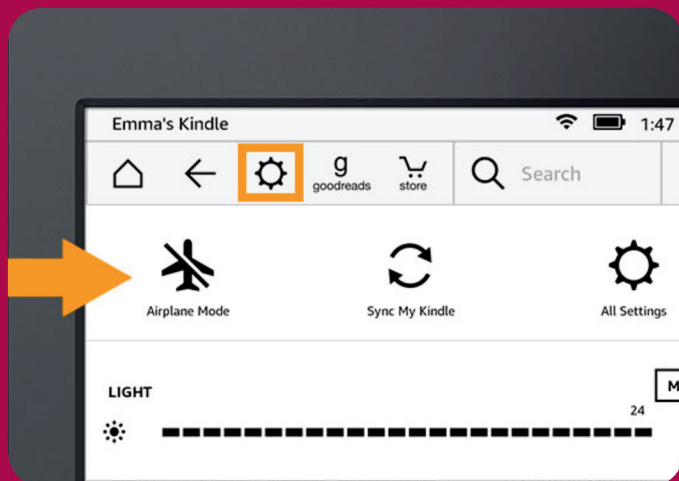 Emma's Kindle 1:47
g
goodreads store Search
Airplane Mode Sync My Kindle All Settings
LIGHT M
24